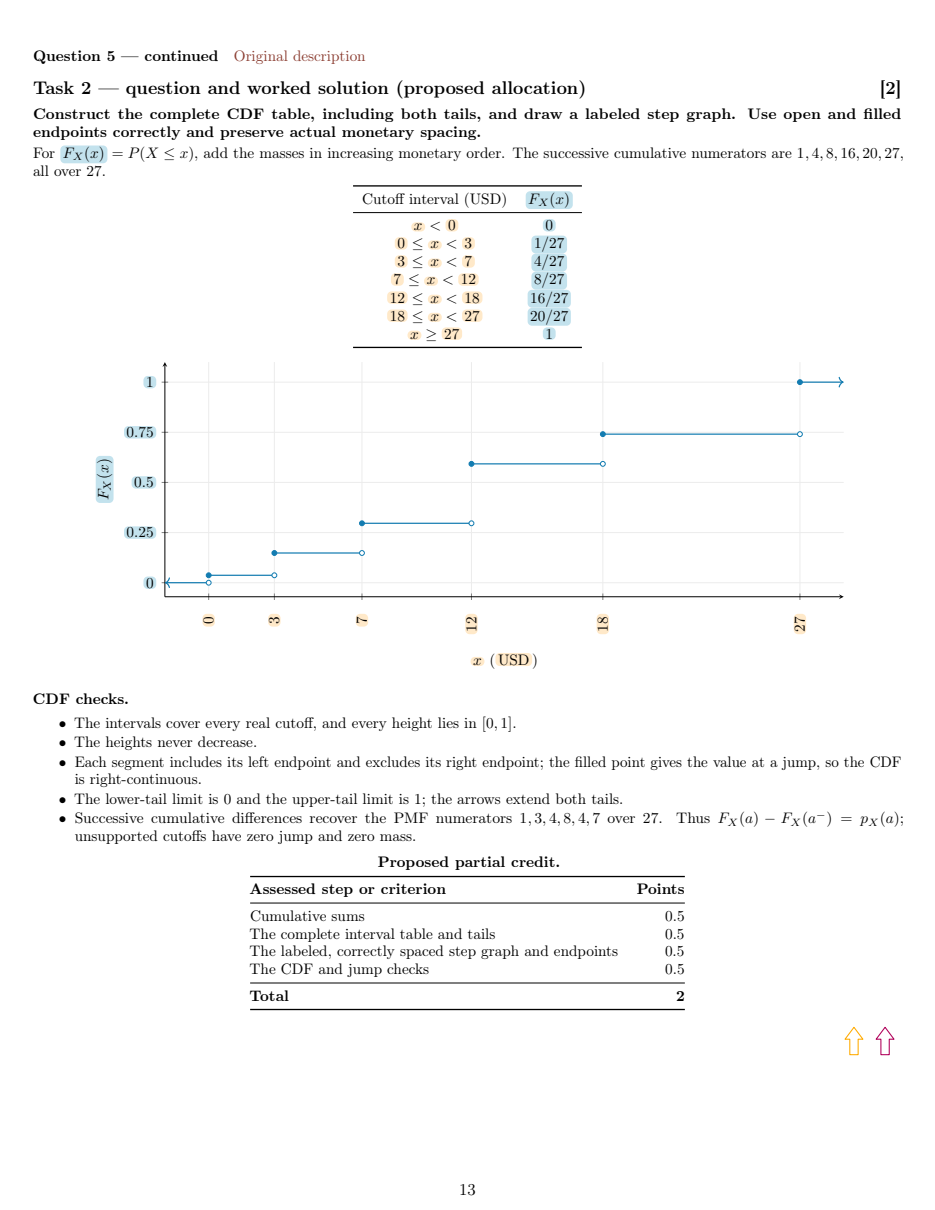 Question 5 — continued Original description
Task 2 — question and worked solution (proposed allocation) [2]
Construct the complete CDF table, including both tails, and draw a labeled step graph. Use open and filled
endpoints correctly and preserve actual monetary spacing.
For F_X(x) = P(X ≤ x), add the masses in increasing monetary order. The successive cumulative numerators are 1, 4, 8, 16, 20, 27,
all over 27.
Cutoff interval (USD) F_X(x)
x < 0 0
0 ≤ x < 3 1/27
3 ≤ x < 7 4/27
7 ≤ x < 12 8/27
12 ≤ x < 18 16/27
18 ≤ x < 27 20/27
x ≥ 27 1
1
0.75
0.5
0.25
0
F_X(x)
0 3 7 12 18 27
x (USD)
CDF checks.
• The intervals cover every real cutoff, and every height lies in [0, 1].
• The heights never decrease.
• Each segment includes its left endpoint and excludes its right endpoint; the filled point gives the value at a jump, so the CDF
is right-continuous.
• The lower-tail limit is 0 and the upper-tail limit is 1; the arrows extend both tails.
• Successive cumulative differences recover the PMF numerators 1, 3, 4, 8, 4, 7 over 27. Thus F_X(a) − F_X(a⁻) = p_X(a);
unsupported cutoffs have zero jump and zero mass.
Proposed partial credit.
Assessed step or criterion Points
Cumulative sums 0.5
The complete interval table and tails 0.5
The labeled, correctly spaced step graph and endpoints 0.5
The CDF and jump checks 0.5
Total 2
13